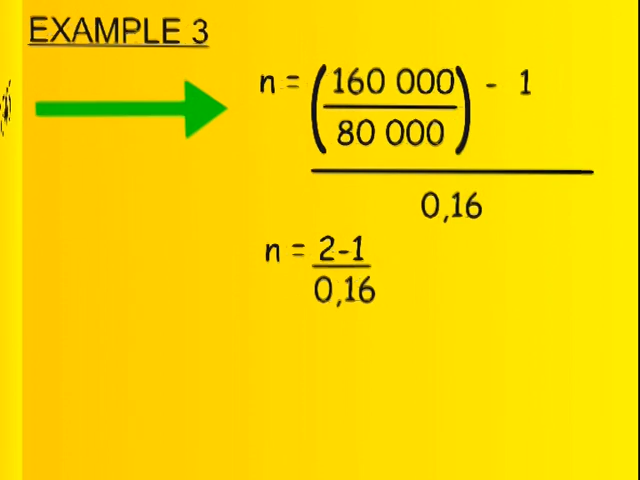 EXAMPLE 3
n = (160 000
80 000) - 1
0,16
n = 2-1
0,16